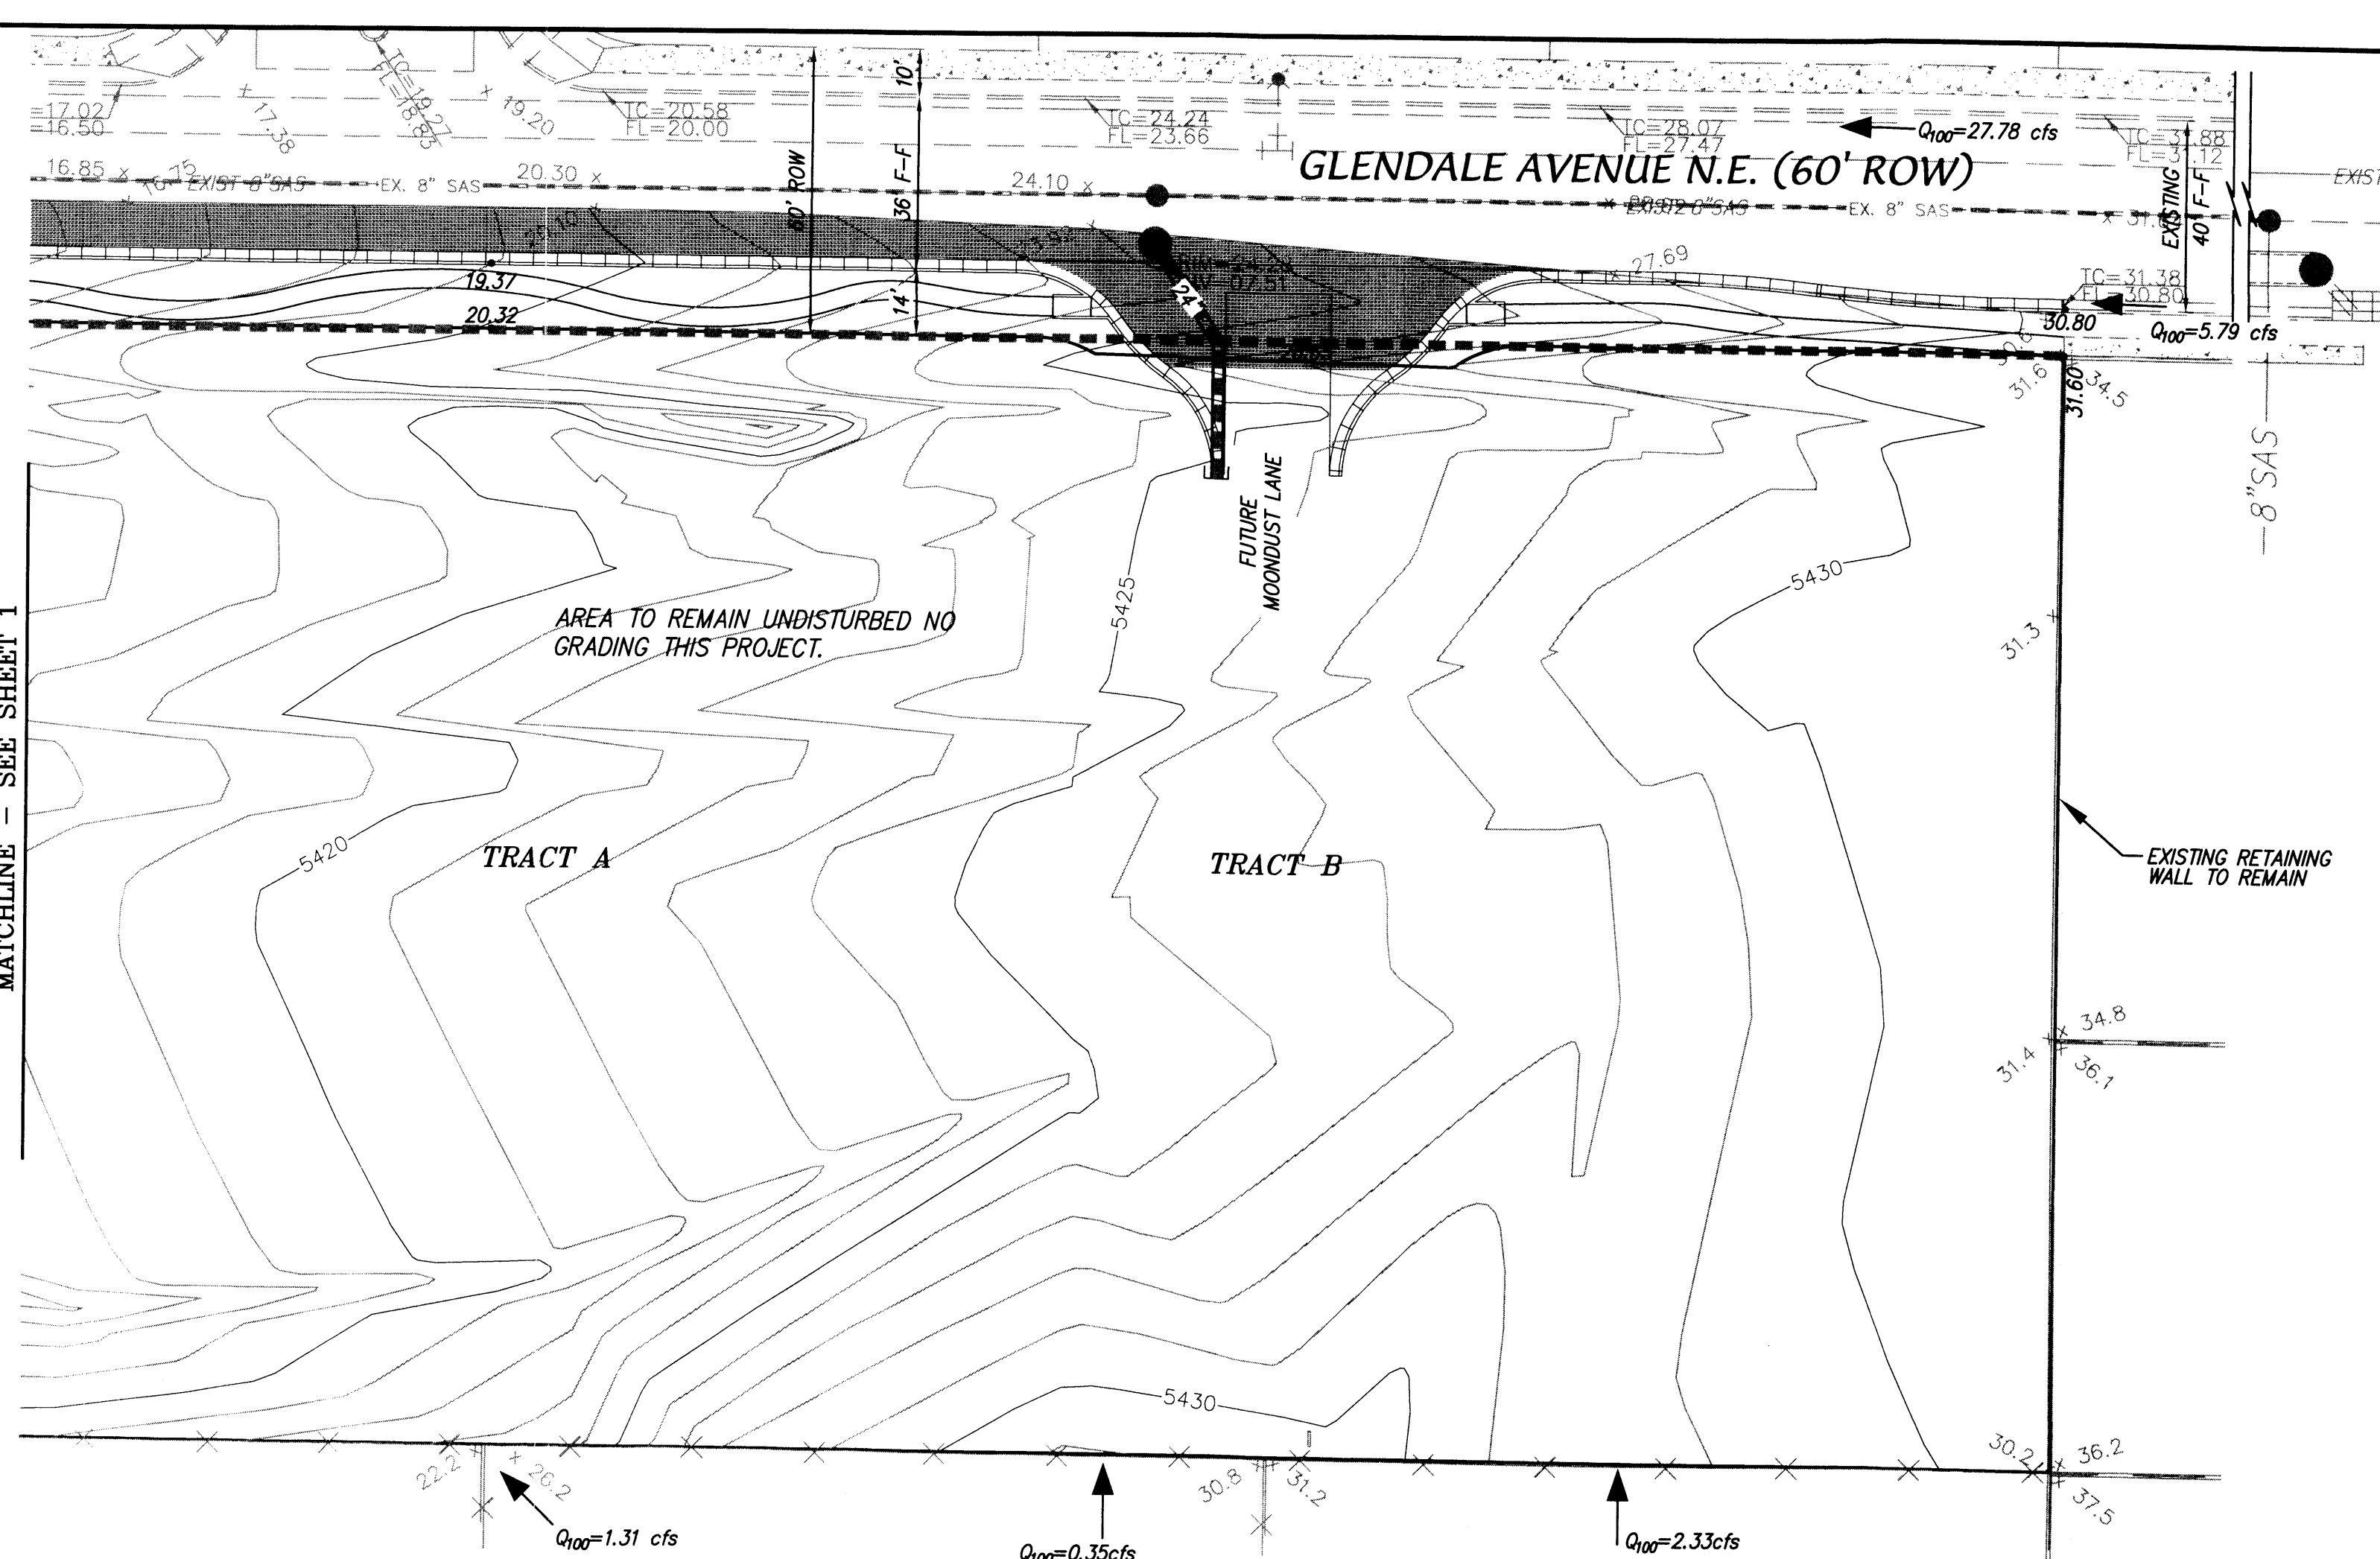 TC=19.27
FL=18.83
10'
=17.02
=16.50
17.38
19.20
TC=20.58
FL=20.00
TC=24.24
FL=23.66
TC=28.07
FL=27.47
Q100=27.78 cfs
GLENDALE AVENUE N.E. (60' ROW)
16.85
EXIST 8"SAS
EX. 8" SAS
20.30
60' ROW
36' F-F
24.10
EX. 8" SAS
EXISTING
40' F-F
27.69
TC=31.38
FL=30.80
19.37
20.32
14'
24"
30.80
Q100=5.79 cfs
31.6
34.5
31.60
8"SAS
FUTURE
MOONDUST LANE
5425
5430
AREA TO REMAIN UNDISTURBED NO
GRADING THIS PROJECT.
31.3
MATCHLINE - SEE SHEET 1
5420
TRACT A
TRACT B
EXISTING RETAINING
WALL TO REMAIN
34.8
31.4
36.1
5430
22.2
26.2
30.8
31.2
30.2
36.2
37.5
Q100=1.31 cfs
Q100=0.35cfs
Q100=2.33cfs